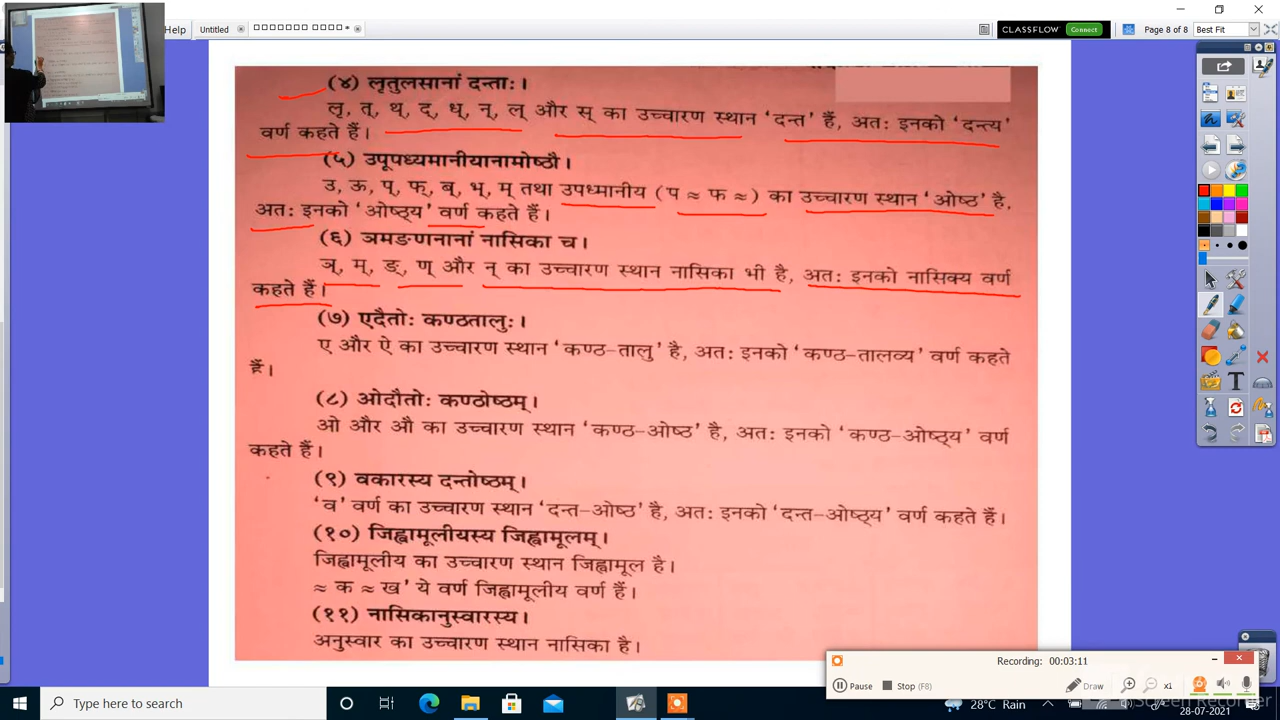 Help
Untitled
CLASSFLOW
Connect
Page 8 of 8
Best Fit
(४) लृतुलसानां दन्ताः।
लृ, त्, थ्, द्, ध्, न्, ल् और स् का उच्चारण स्थान ‘दन्त’ हैं, अतः इनको ‘दन्त्य’
वर्ण कहते हैं।
(५) उपूपध्यमानीयानामोष्ठौ।
उ, ऊ, प्, फ्, ब्, भ्, म् तथा उपध्मानीय (प ≈ फ ≈) का उच्चारण स्थान ‘ओष्ठ’ है,
अतः इनको ‘ओष्ठ्य’ वर्ण कहते हैं।
(६) ञमङणनानां नासिका च।
ञ्, म्, ङ्, ण् और न् का उच्चारण स्थान नासिका भी है, अतः इनको नासिक्य वर्ण
कहते हैं।
(७) एदैतोः कण्ठतालुः।
ए और ऐ का उच्चारण स्थान ‘कण्ठ-तालु’ है, अतः इनको ‘कण्ठ-तालव्य’ वर्ण कहते
हैं।
(८) ओदौतोः कण्ठोष्ठम्।
ओ और औ का उच्चारण स्थान ‘कण्ठ-ओष्ठ’ है, अतः इनको ‘कण्ठ-ओष्ठ्य’ वर्ण
कहते हैं।
(९) वकारस्य दन्तोष्ठम्।
‘व’ वर्ण का उच्चारण स्थान ‘दन्त-ओष्ठ’ है, अतः इनको ‘दन्त-ओष्ठ्य’ वर्ण कहते हैं।
(१०) जिह्वामूलीयस्य जिह्वामूलम्।
जिह्वामूलीय का उच्चारण स्थान जिह्वामूल है।
≈ क ≈ ख’ ये वर्ण जिह्वामूलीय वर्ण हैं।
(११) नासिकानुस्वारस्य।
अनुस्वार का उच्चारण स्थान नासिका है।
Recording: 00:03:11
Pause
Stop (F8)
Draw
x1
Type here to search
28°C Rain
28-07-2021
Screen Recorder